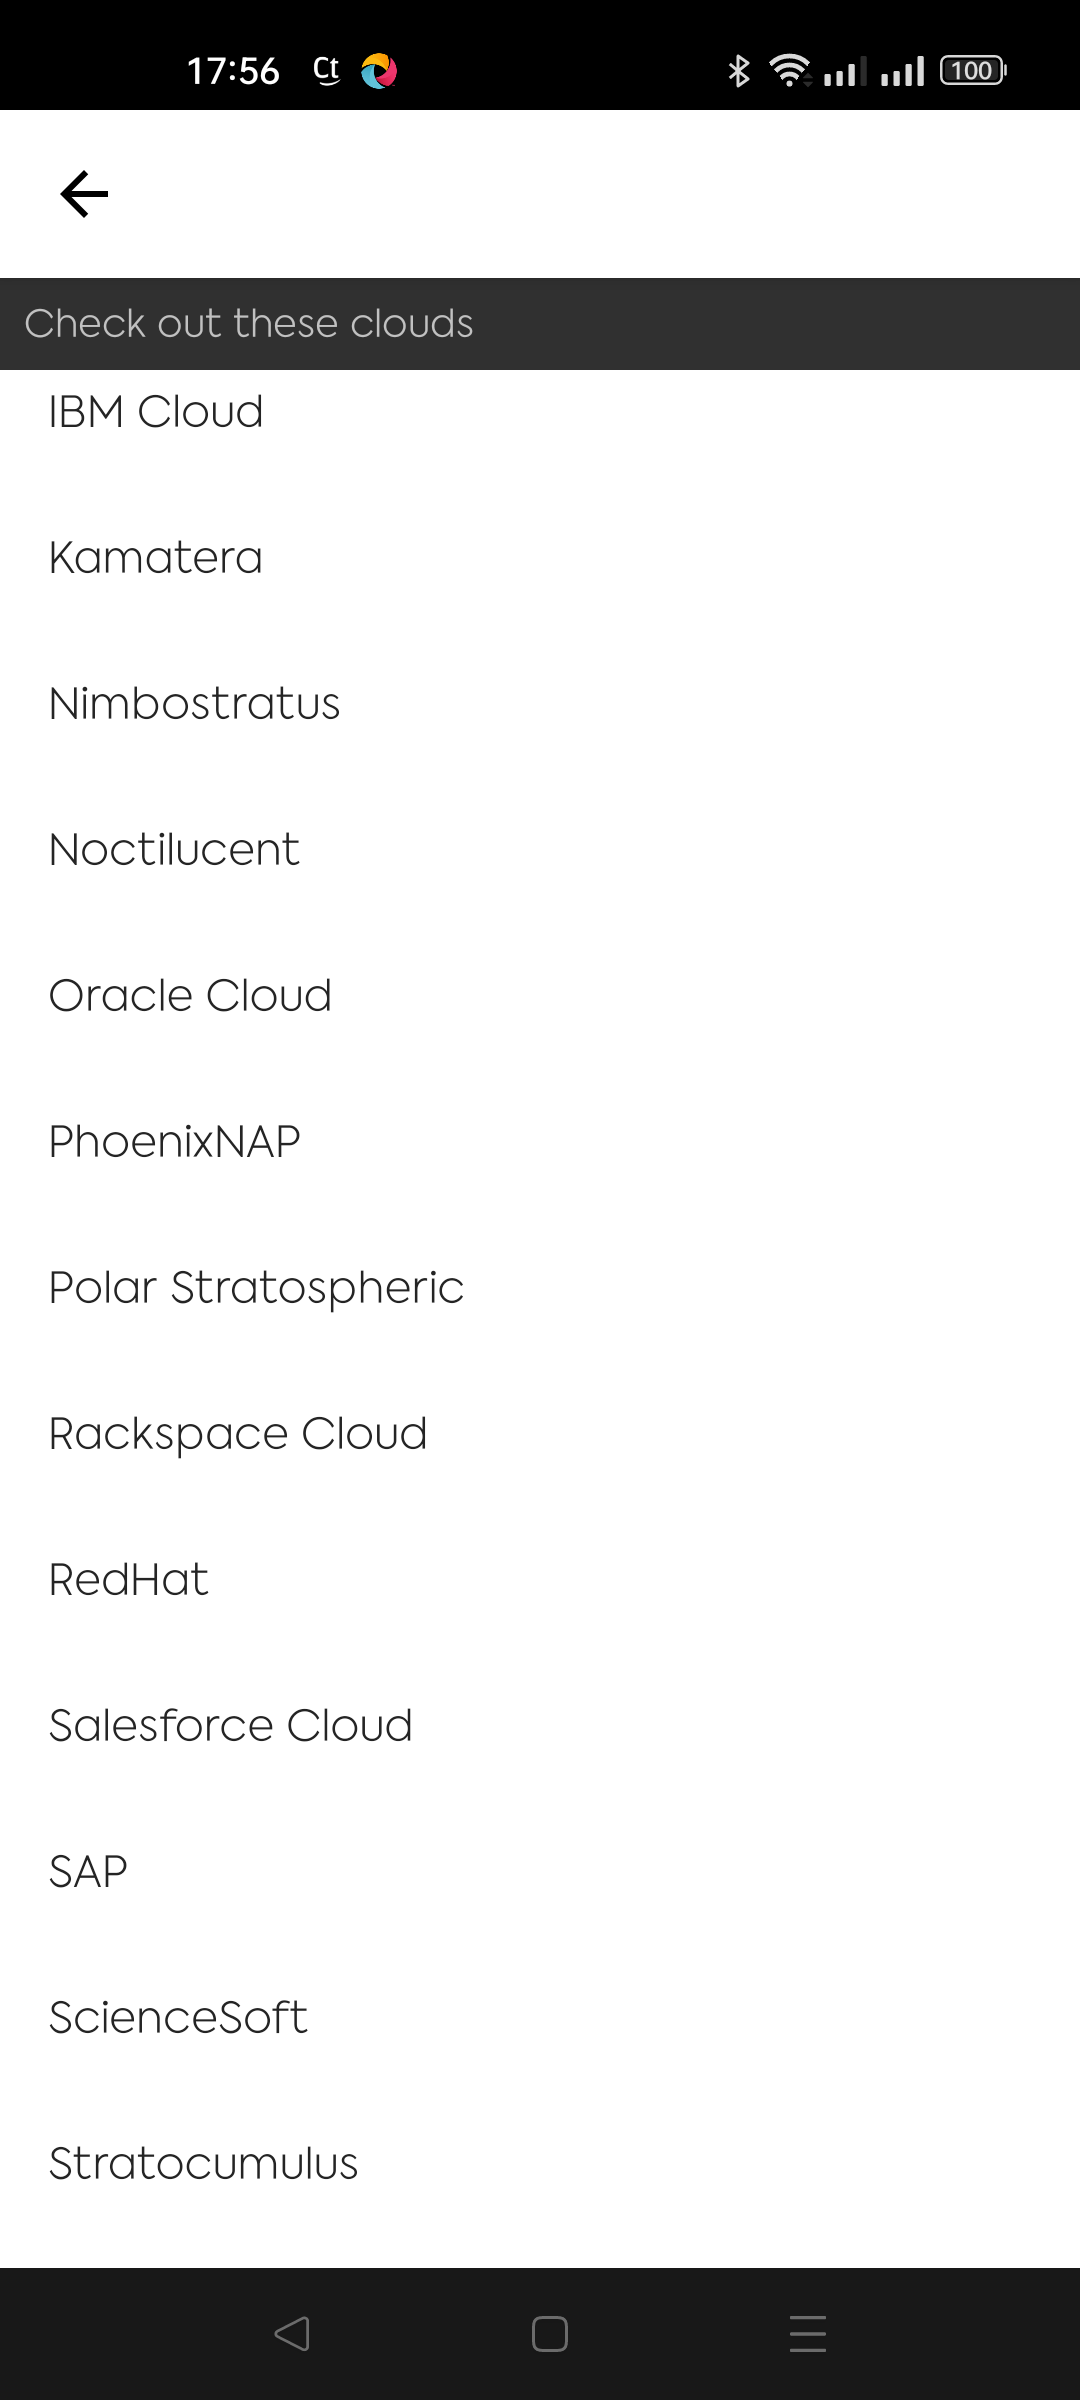 17:56 Ct 100
Check out these clouds
IBM Cloud
Kamatera
Nimbostratus
Noctilucent
Oracle Cloud
PhoenixNAP
Polar Stratospheric
Rackspace Cloud
RedHat
Salesforce Cloud
SAP
ScienceSoft
Stratocumulus